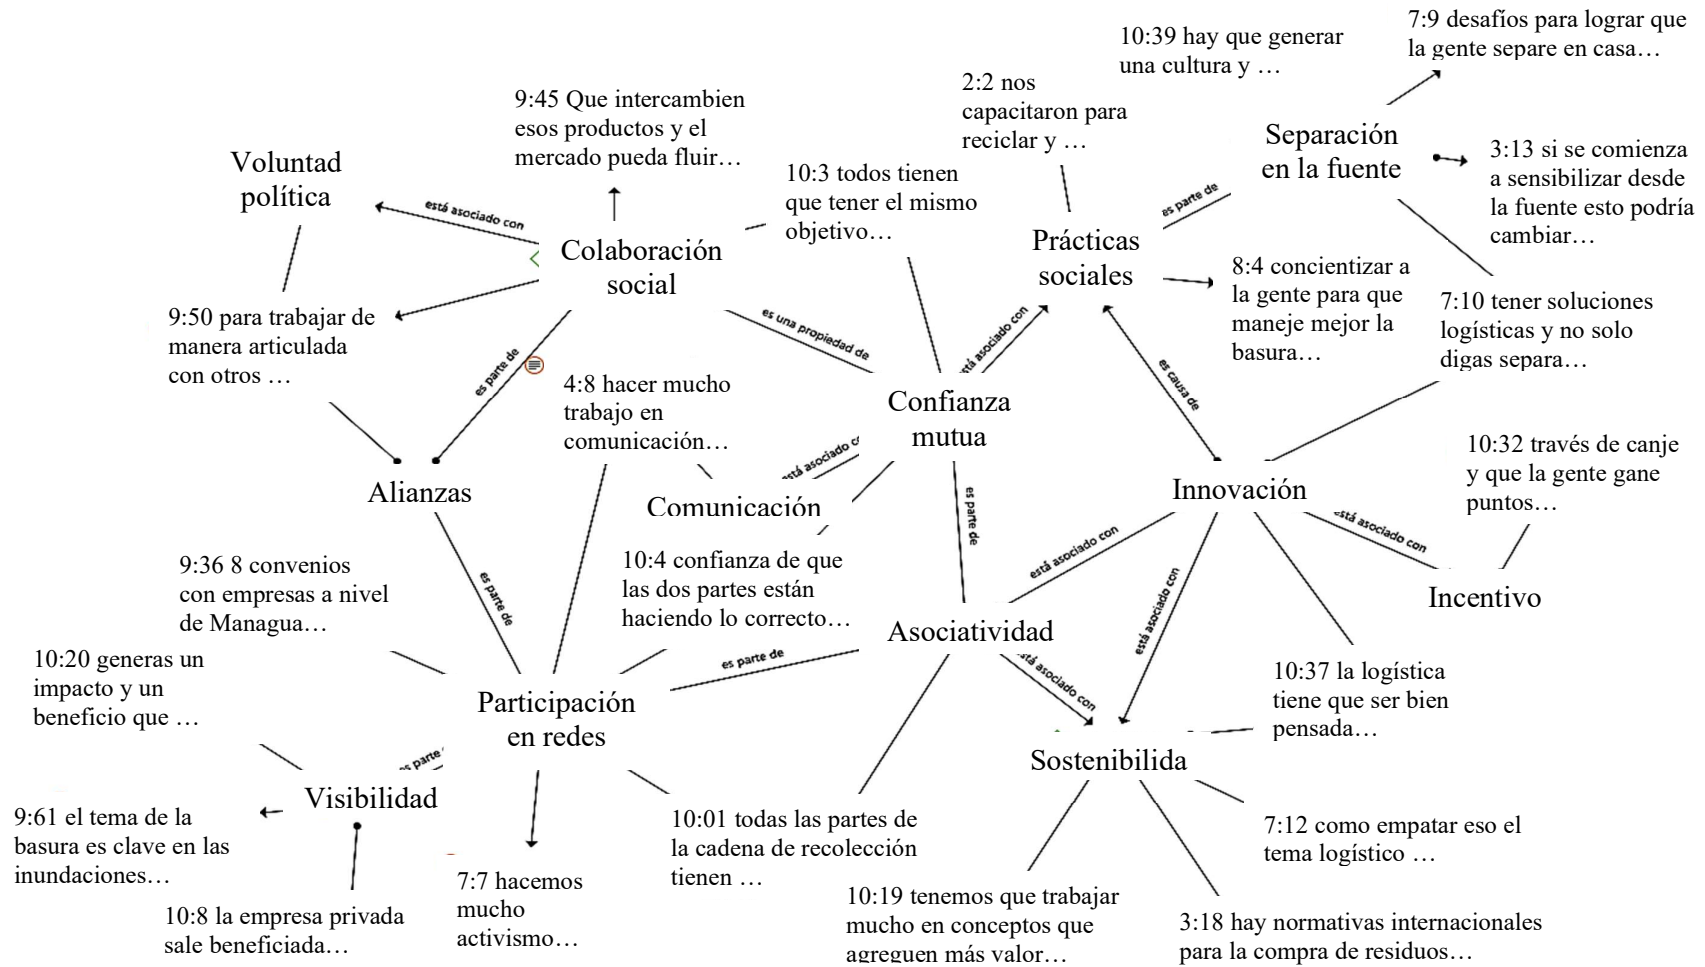 7:9 desafíos para lograr que
la gente separe en casa…
10:39 hay que generar
una cultura y …
2:2 nos
capacitaron para
reciclar y …
9:45 Que intercambien
esos productos y el
mercado pueda fluir…
Separación
en la fuente
3:13 si se comienza
a sensibilizar desde
la fuente esto podría
cambiar…
Voluntad
política
10:3 todos tienen
que tener el mismo
objetivo…
es parte de
está asociado con
Colaboración
social
Prácticas
sociales
8:4 concientizar a
la gente para que
maneje mejor la
basura…
7:10 tener soluciones
logísticas y no solo
digas separa…
9:50 para trabajar de
manera articulada
con otros …
es una propiedad de
está asociado con
es parte de
es causa de
4:8 hacer mucho
trabajo en
comunicación…
Confianza
mutua
10:32 través de canje
y que la gente gane
puntos…
está asociado co
Alianzas
Comunicación
Innovación
es parte de
está asociado con
está asociado con
9:36 8 convenios
con empresas a nivel
de Managua…
es parte de
10:4 confianza de que
las dos partes están
haciendo lo correcto…
está asociado con
Incentivo
Asociatividad
10:20 generas un
impacto y un
beneficio que …
es parte de
está asociado con
10:37 la logística
tiene que ser bien
pensada…
Participación
en redes
Sostenibilida
es parte
Visibilidad
9:61 el tema de la
basura es clave en las
inundaciones…
10:01 todas las partes de
la cadena de recolección
tienen …
7:12 como empatar eso el
tema logístico …
7:7 hacemos
mucho
activismo…
10:8 la empresa privada
sale beneficiada…
10:19 tenemos que trabajar
mucho en conceptos que
agreguen más valor…
3:18 hay normativas internacionales
para la compra de residuos…